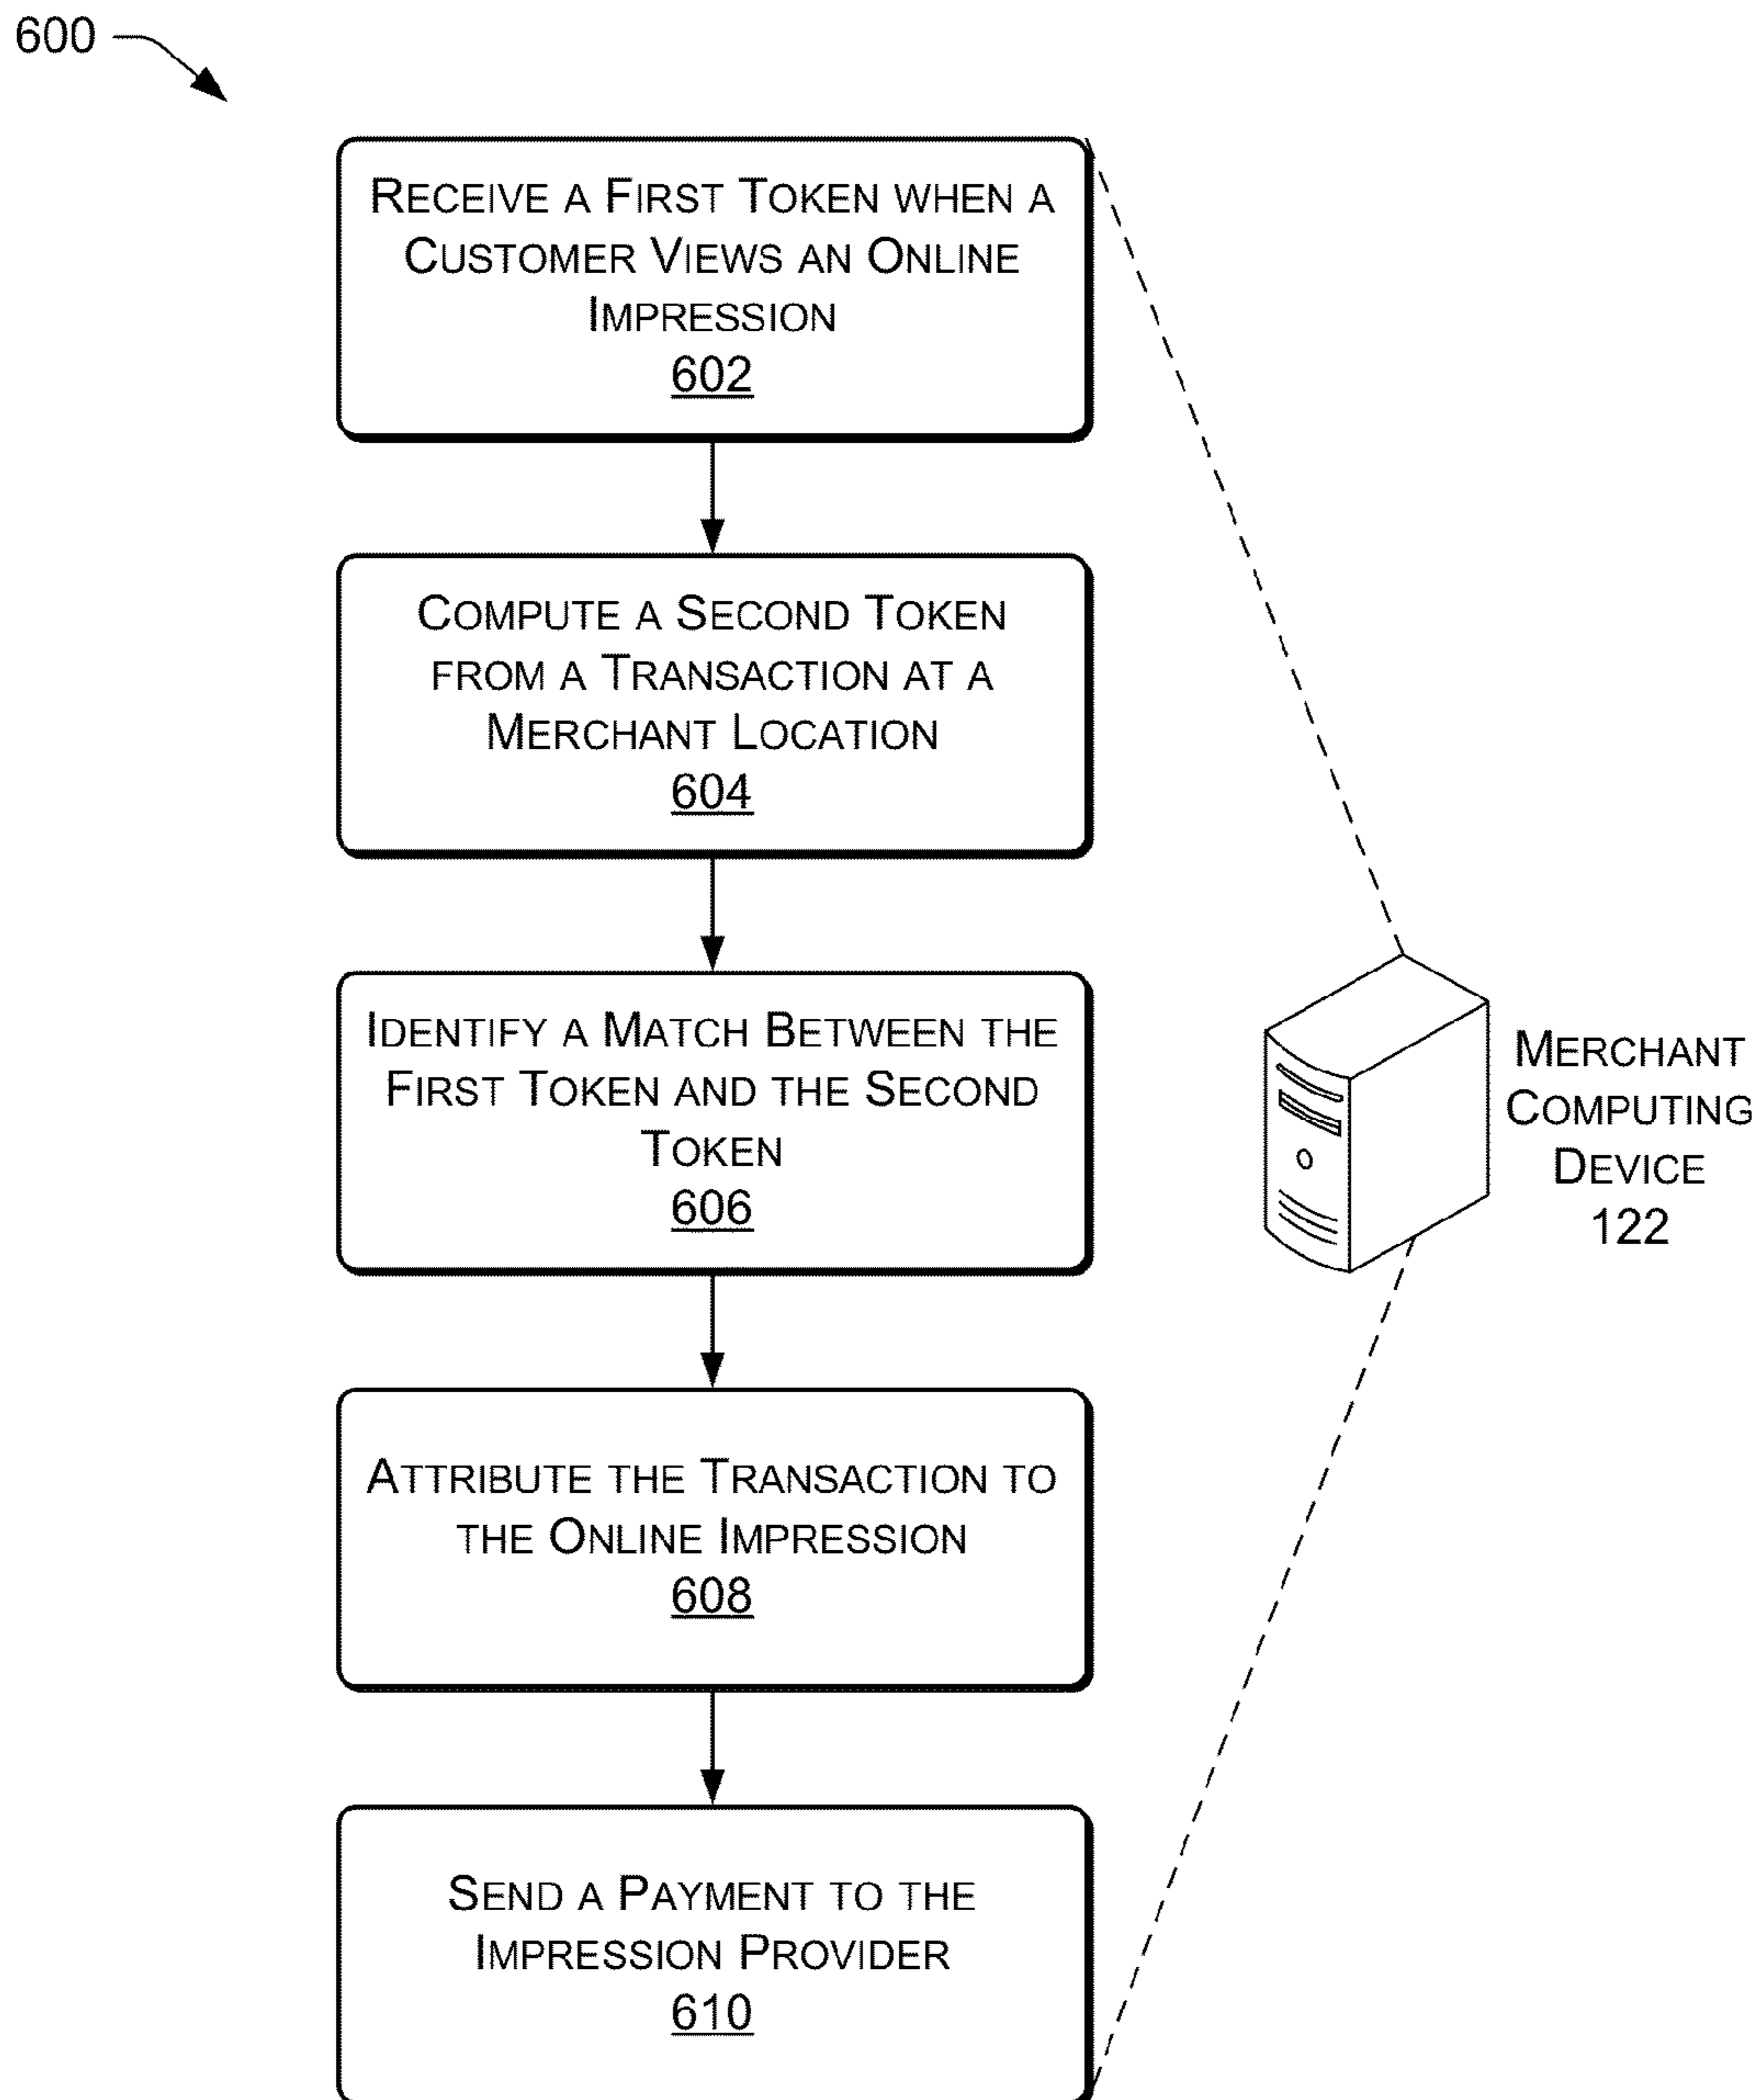 600
RECEIVE A FIRST TOKEN WHEN A
CUSTOMER VIEWS AN ONLINE
IMPRESSION
602
COMPUTE A SECOND TOKEN
FROM A TRANSACTION AT A
MERCHANT LOCATION
604
IDENTIFY A MATCH BETWEEN THE
FIRST TOKEN AND THE SECOND
TOKEN
606
MERCHANT
COMPUTING
DEVICE
122
ATTRIBUTE THE TRANSACTION TO
THE ONLINE IMPRESSION
608
SEND A PAYMENT TO THE
IMPRESSION PROVIDER
610